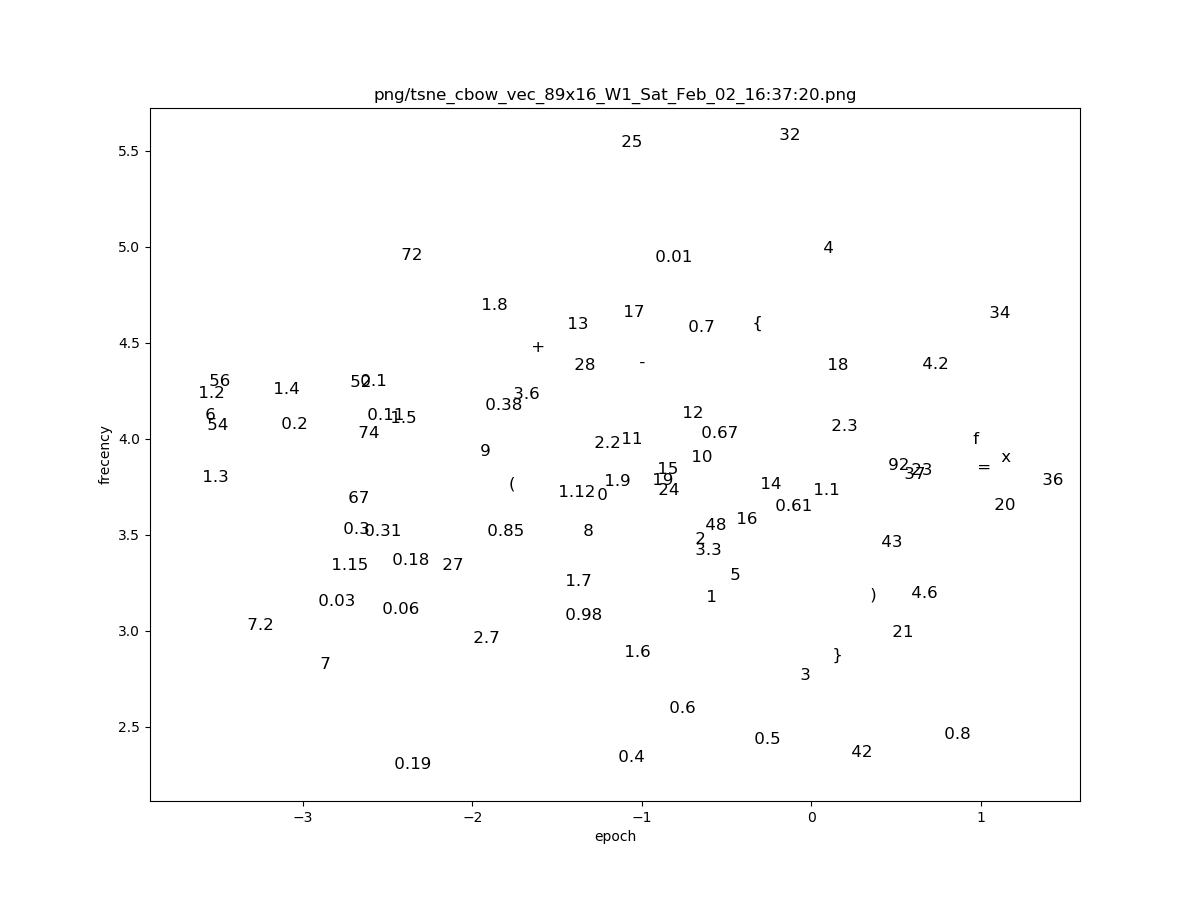 png/tsne_cbow_vec_89x16_W1_Sat_Feb_02_16:37:20.png
25 32
5.5
5.0
72 0.01 4
1.8 17 34
13 0.7 {
4.5
+
28 - 18 4.2
56 50 0.1
1.2 1.4 3.6
0.38
6 0.11 1.5 12
54 0.2 2.3
74 0.67
4.0
2.2 11 f
9 10 x
15 92 23 =
1.3 37
( 1.9 19 14 36
1.12 0 24 1.1
67 20
0.61
48 16
3.5
0.3 0.31 0.85 8
2 43
3.3
1.15 0.18 27
5
1.7
0.03 0.06 1 ) 4.6
0.98
3.0
7.2 21
2.7
1.6 }
7 3
0.6
2.5
0.5 0.8
0.4 42
0.19
−3 −2 −1 0 1
epoch
frecency